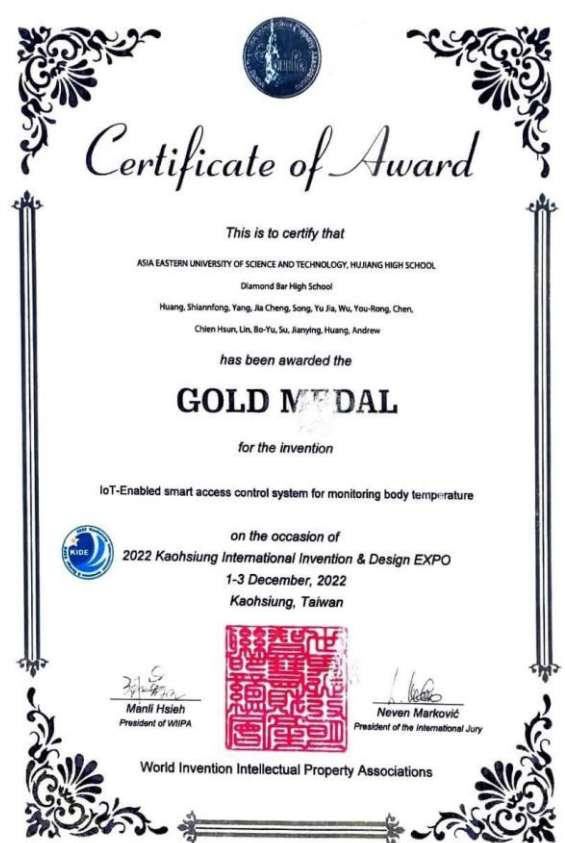 Certificate of Award
This is to certify that
ASIA EASTERN UNIVERSITY OF SCIENCE AND TECHNOLOGY, HUJIANG HIGH SCHOOL
Diamond Bar High School
Huang, Shiannfong, Yang, Jia Cheng, Song, Yu Jia, Wu, You-Rong, Chen,
Chien Hsun, Lin, Bo-Yu, Su, Jianying, Huang, Andrew
has been awarded the
GOLD MEDAL
for the invention
IoT-Enabled smart access control system for monitoring body temperature
KIDE
on the occasion of
2022 Kaohsiung International Invention & Design EXPO
1-3 December, 2022
Kaohsiung, Taiwan
Manli Hsieh
President of WIIPA
Neven Marković
President of the International Jury
World Invention Intellectual Property Associations